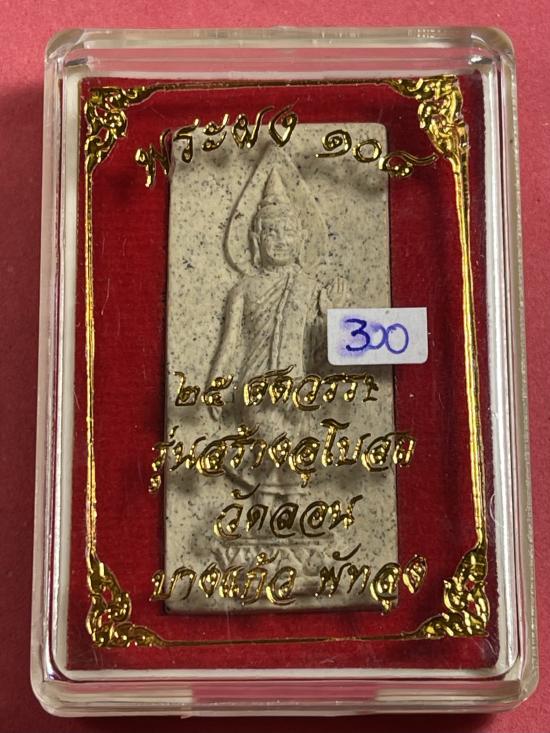 พระผง ๑๐๘
300
๒๕ ศตวรรษ
รุ่นสร้างอุโบสถ
วัดลอน
บางแก้ว พัทลุง